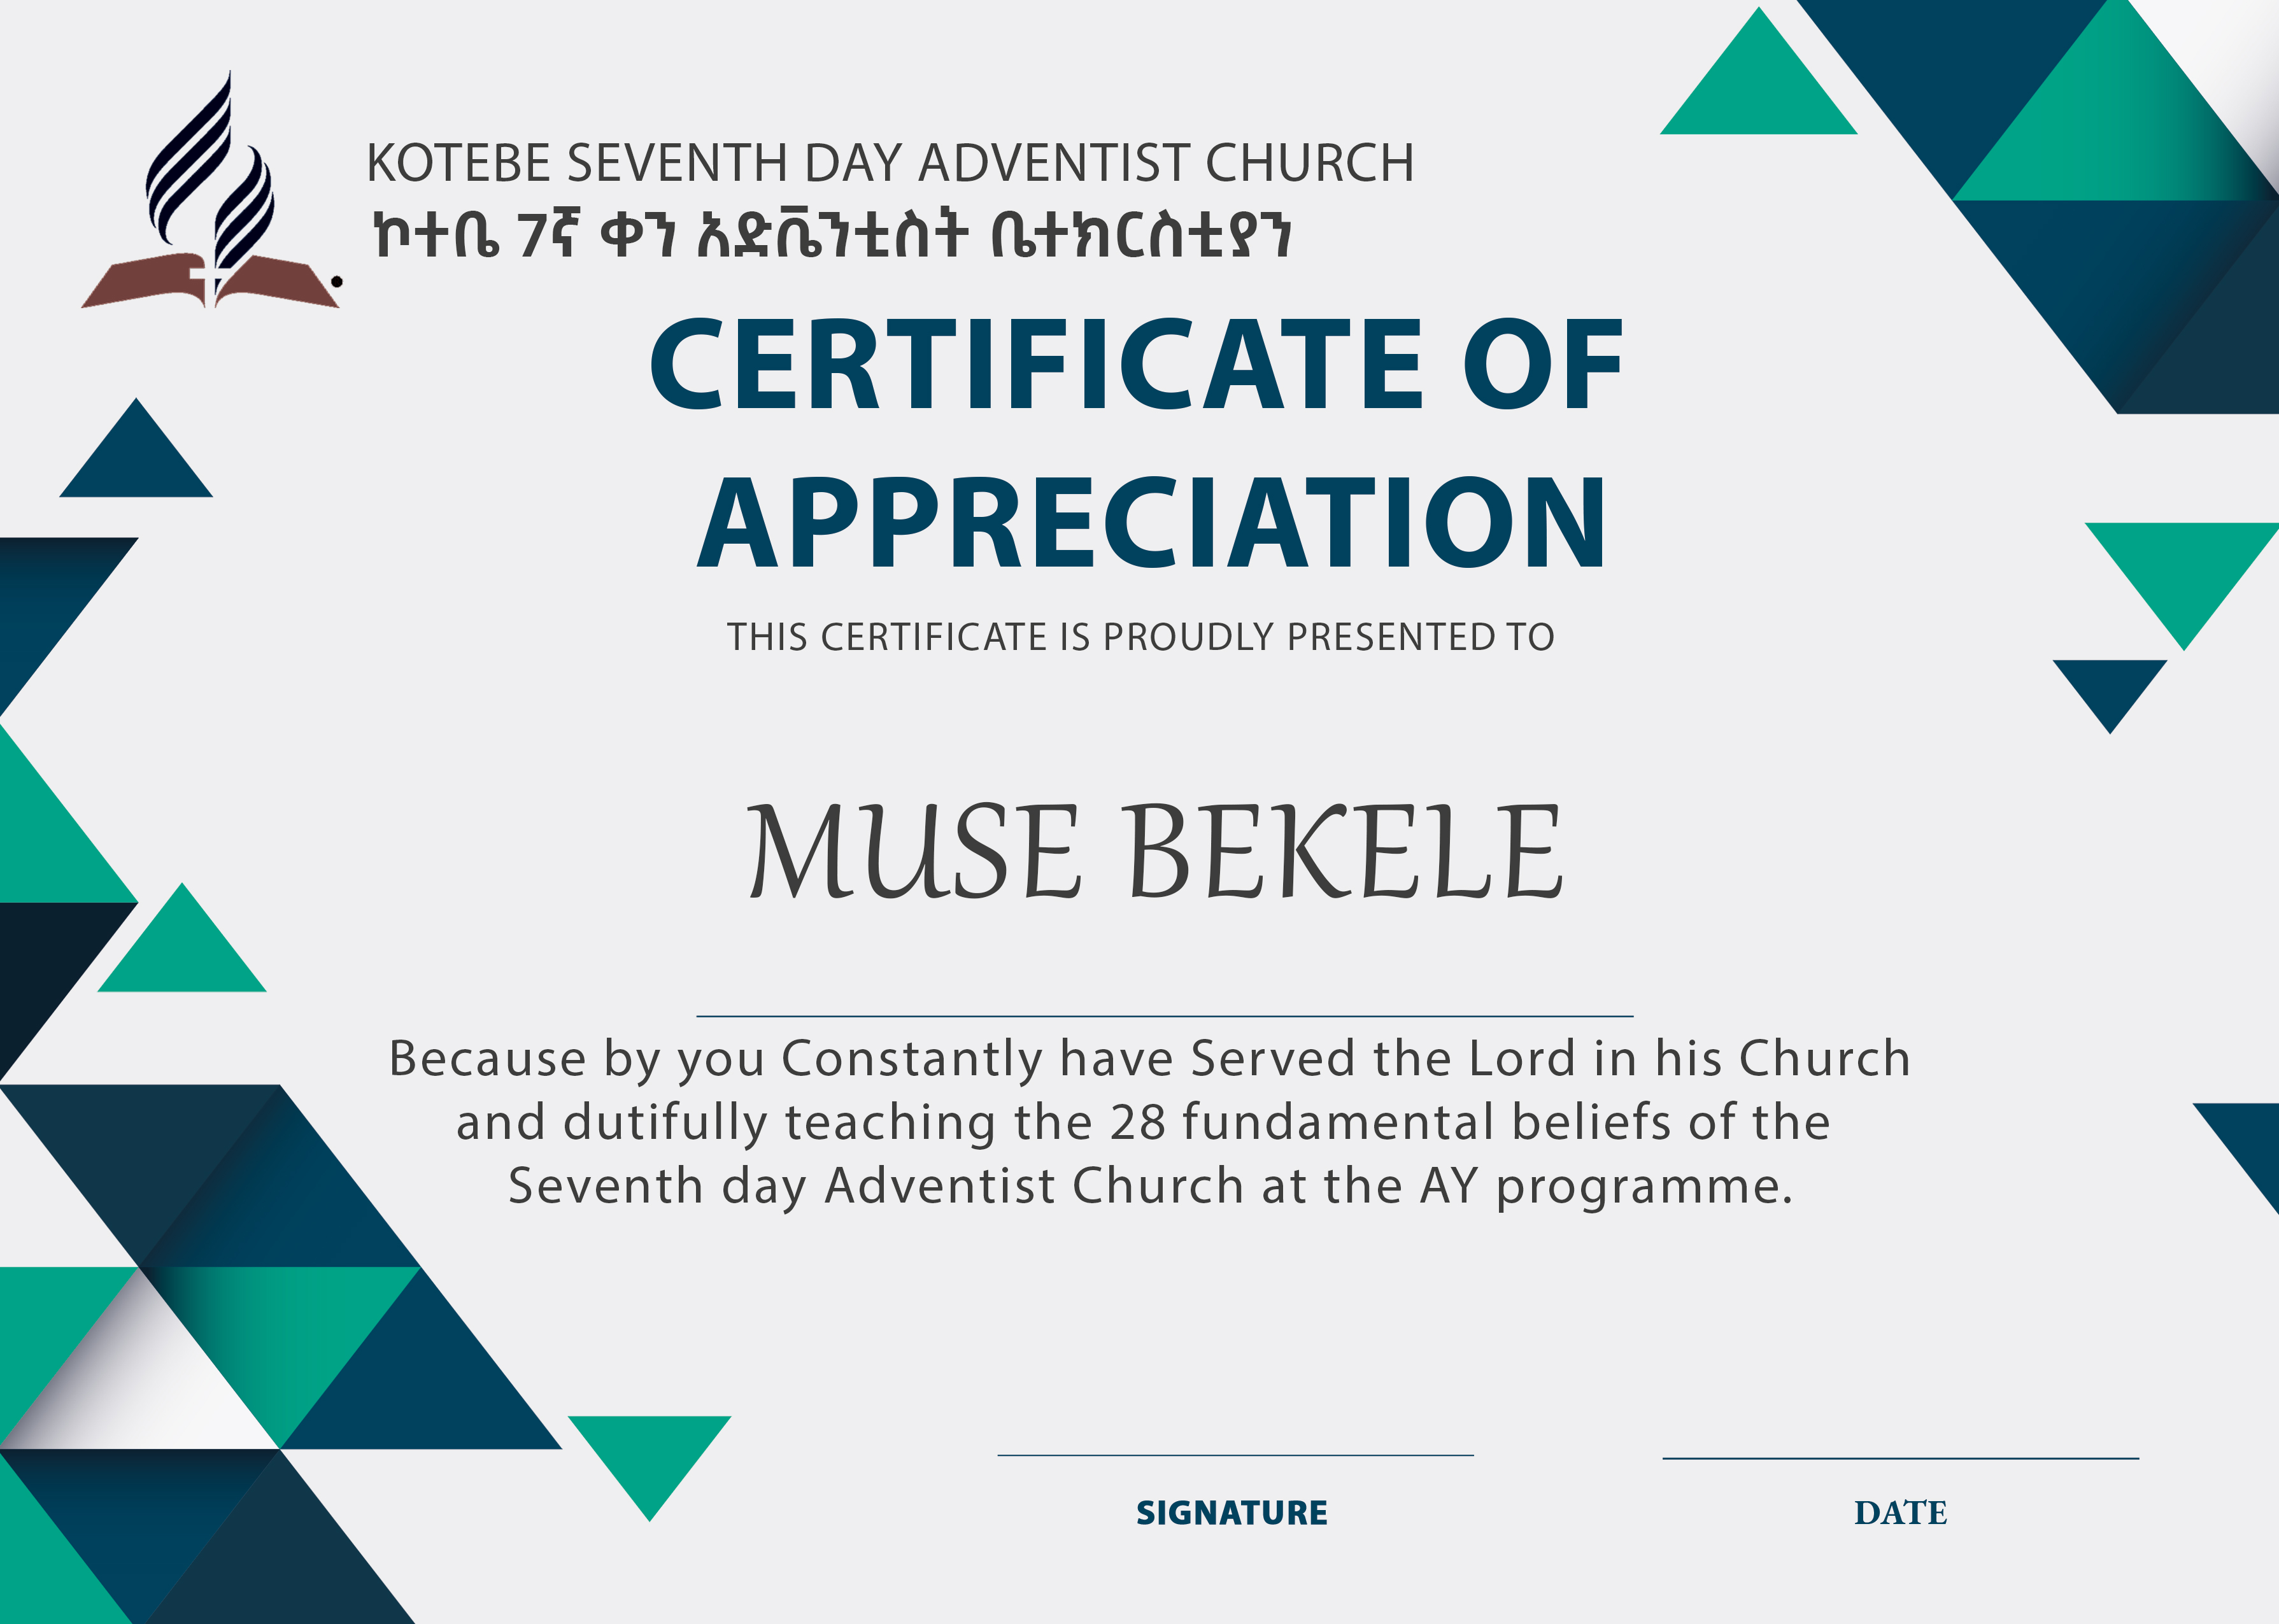 KOTEBE SEVENTH DAY ADVENTIST CHURCH
ኮተቤ 7ኛ ቀን አድቬንቲስት ቤተክርስቲያን
CERTIFICATE OF
APPRECIATION
THIS CERTIFICATE IS PROUDLY PRESENTED TO
MUSE BEKELE
Because by you Constantly have Served the Lord in his Church
and dutifully teaching the 28 fundamental beliefs of the
Seventh day Adventist Church at the AY programme.
SIGNATURE
DATE